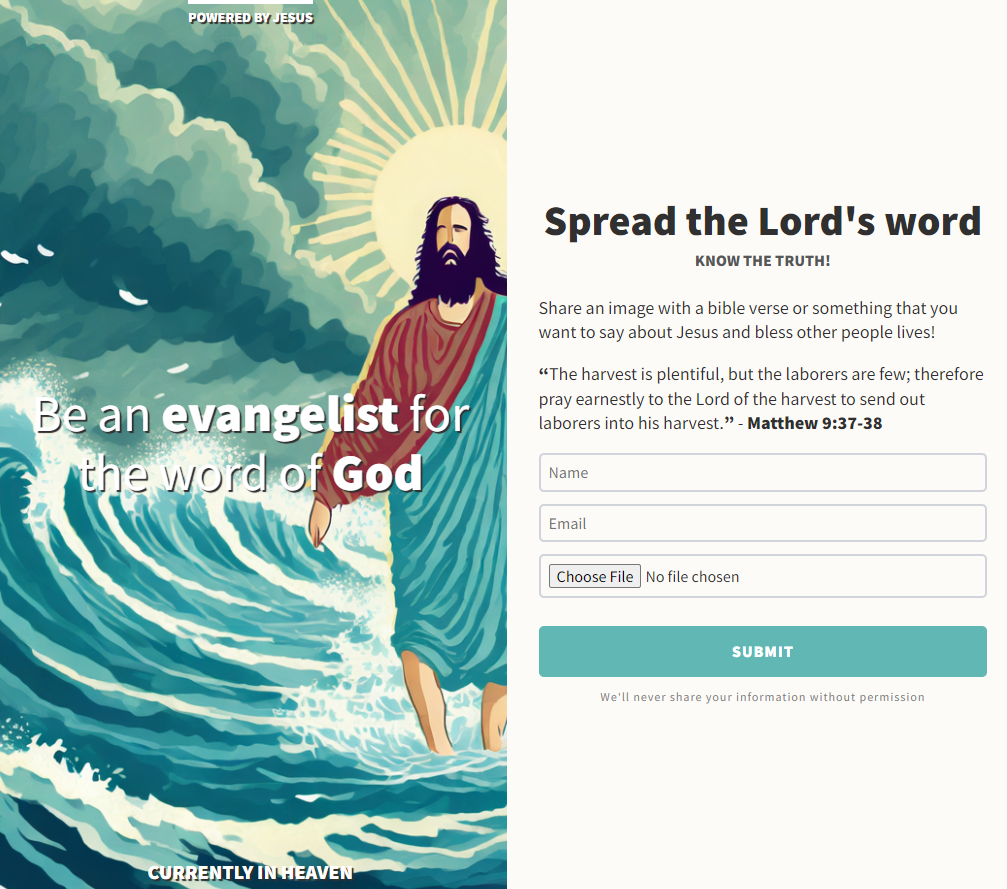 POWERED BY JESUS
Be an evangelist for
the word of God
CURRENTLY IN HEAVEN
Spread the Lord's word
KNOW THE TRUTH!
Share an image with a bible verse or something that you
want to say about Jesus and bless other people lives!
“The harvest is plentiful, but the laborers are few; therefore
pray earnestly to the Lord of the harvest to send out
laborers into his harvest.” - Matthew 9:37-38
Name
Email
Choose File No file chosen
SUBMIT
We'll never share your information without permission